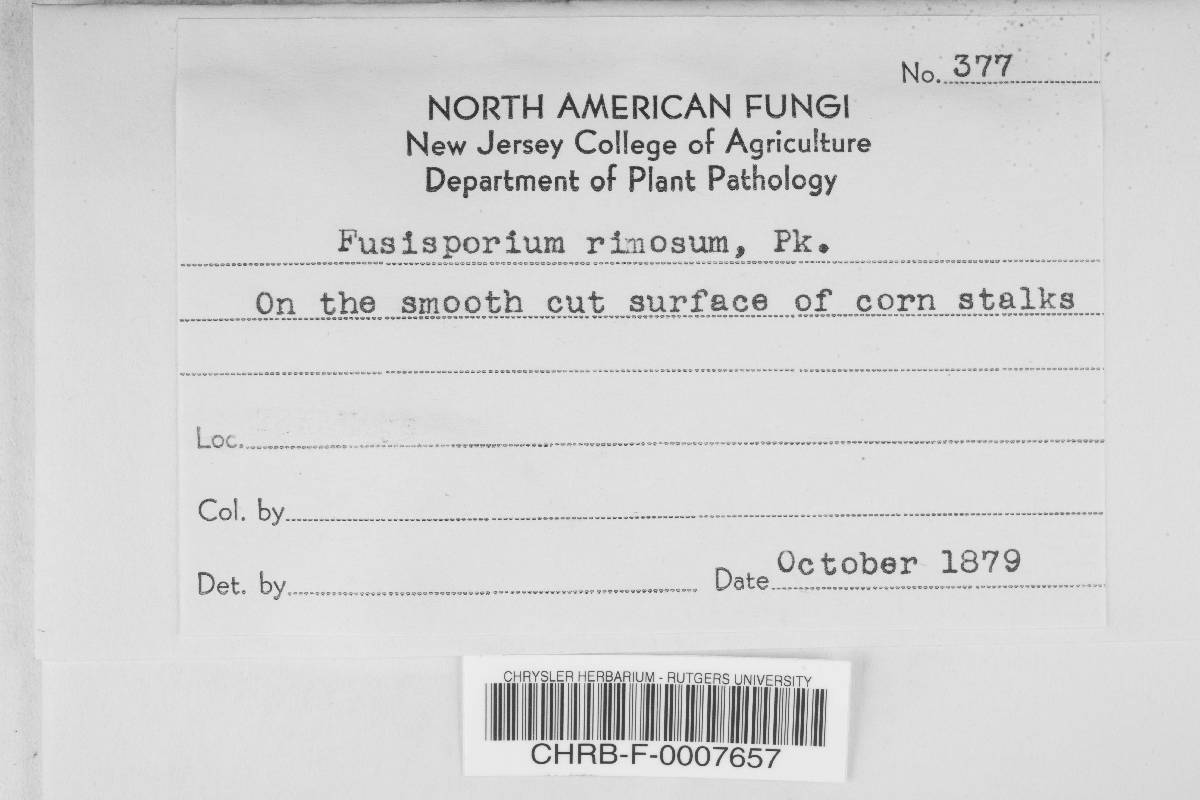 No. 377
NORTH AMERICAN FUNGI
New Jersey College of Agriculture
Department of Plant Pathology
Fusisporium rimosum, Pk.
On the smooth cut surface of corn stalks
Loc.
Col. by
Det. by Date October 1879
CHRYSLER HERBARIUM - RUTGERS UNIVERSITY
CHRB-F-0007657